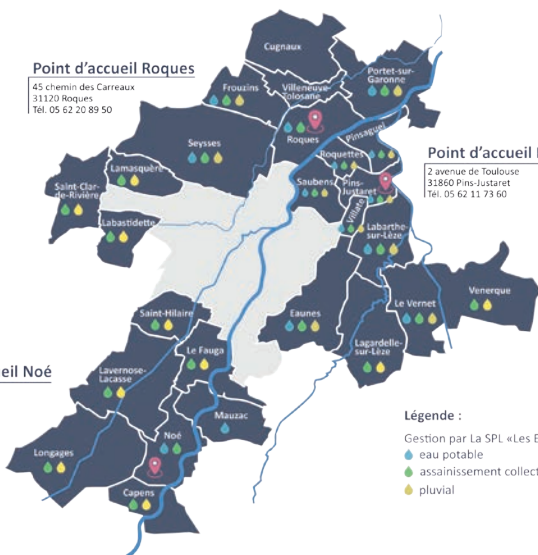 Cugnaux
Point d'accueil Roques
45 chemin des Carreaux
31120 Roques
Tél. 05 62 20 89 50
Frouzins
Villeneuve-
Tolosane
Portet-sur-
Garonne
Roques
Pinsaguel
Seysses
Roquettes
Point d'accueil
2 avenue de Toulouse
31860 Pins-Justaret
Tél. 05 62 11 73 60
Lamasquère
Saint-Clar-
de-Rivière
Saubens
Pins-
Justaret
Villate
Labastidette
Labarthe-
sur-Lèze
Venerque
Le Vernet
Saint-Hilaire
Eaunes
Le Fauga
Lagardelle-
sur-Lèze
Lavernose-
Lacasse
eil Noé
Mauzac
Légende :
Noé
Gestion par La SPL «Les E
eau potable
Longages
assainissement collect
Capens
pluvial